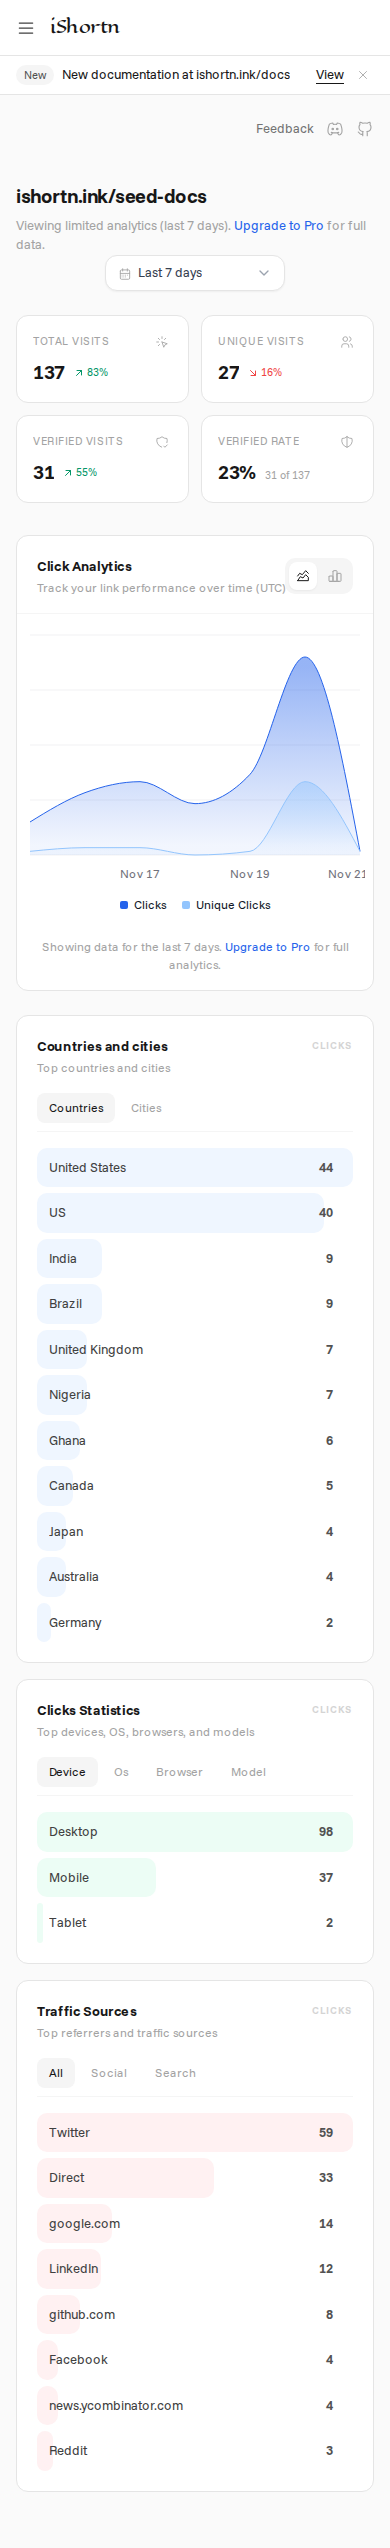 iShortn
New New documentation at ishortn.ink/docs View
Feedback
ishortn.ink/seed-docs
Viewing limited analytics (last 7 days). Upgrade to Pro for full
data.
Last 7 days
TOTAL VISITS
137 83%
UNIQUE VISITS
27 16%
VERIFIED VISITS
31 55%
VERIFIED RATE
23% 31 of 137
Click Analytics
Track your link performance over time (UTC)
Nov 17 Nov 19 Nov 21
Clicks Unique Clicks
Showing data for the last 7 days. Upgrade to Pro for full
analytics.
Countries and cities CLICKS
Top countries and cities
Countries Cities
United States 44
US 40
India 9
Brazil 9
United Kingdom 7
Nigeria 7
Ghana 6
Canada 5
Japan 4
Australia 4
Germany 2
Clicks Statistics CLICKS
Top devices, OS, browsers, and models
Device Os Browser Model
Desktop 98
Mobile 37
Tablet 2
Traffic Sources CLICKS
Top referrers and traffic sources
All Social Search
Twitter 59
Direct 33
google.com 14
LinkedIn 12
github.com 8
Facebook 4
news.ycombinator.com 4
Reddit 3